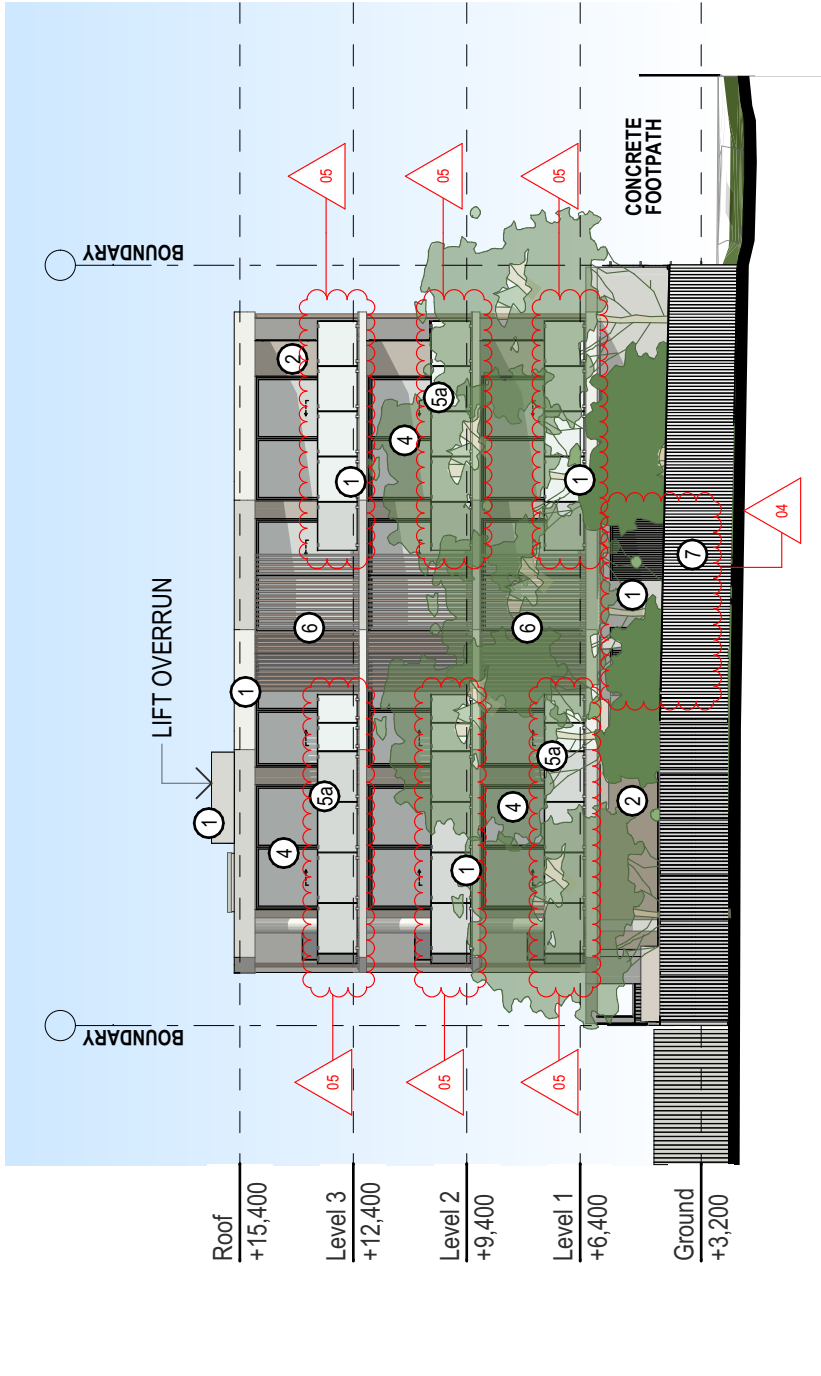 BOUNDARY
BOUNDARY
LIFT OVERRUN
1
Roof
+15,400
1
4
2
6
5a
05
05
Level 3
+12,400
1
4
5a
05
05
Level 2
+9,400
1
4
6
5a
05
05
Level 1
+6,400
1
2
1
CONCRETE
FOOTPATH
Ground
+3,200
7
04